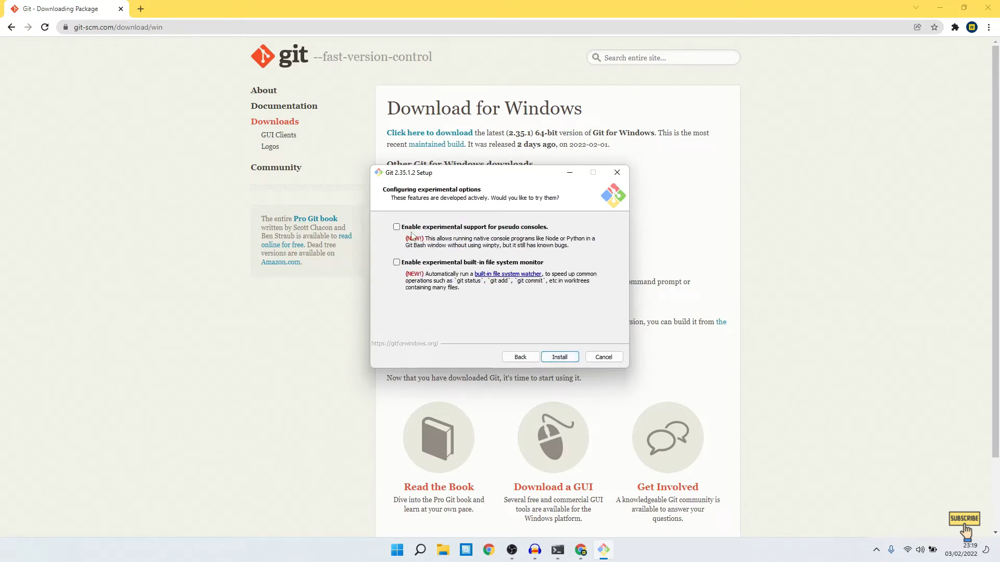 Git - Downloading Package
git-scm.com/download/win
N
git --fast-version-control
Search entire site...
About
Documentation
Downloads
GUI Clients
Logos
Community
The entire Pro Git book
written by Scott Chacon and
Ben Straub is available to read
online for free. Dead tree
versions are available on
Amazon.com.
Download for Windows
Click here to download the latest (2.35.1) 64-bit version of Git for Windows. This is the most
recent maintained build. It was released 2 days ago, on 2022-02-01.
Other Git for Windows downloads
Git 2.35.1.2 Setup
Configuring experimental options
These features are developed actively. Would you like to try them?
Enable experimental support for pseudo consoles.
(NEW!) This allows running native console programs like Node or Python in a
Git Bash window without using winpty, but it still has known bugs.
Enable experimental built-in file system monitor
(NEW!) Automatically run a built-in file system watcher, to speed up common
operations such as `git status`, `git add`, `git commit`, etc in worktrees
containing many files.
https://gitforwindows.org/
Back
Install
Cancel
ommand prompt or
rsion, you can build it from the
Now that you have downloaded Git, it's time to start using it.
Read the Book
Dive into the Pro Git book and
learn at your own pace.
Download a GUI
Several free and commercial GUI
tools are available for the
Windows platform.
Get Involved
A knowledgeable Git community is
available to answer your
questions.
SUBSCRIBE
23:19
03/02/2022